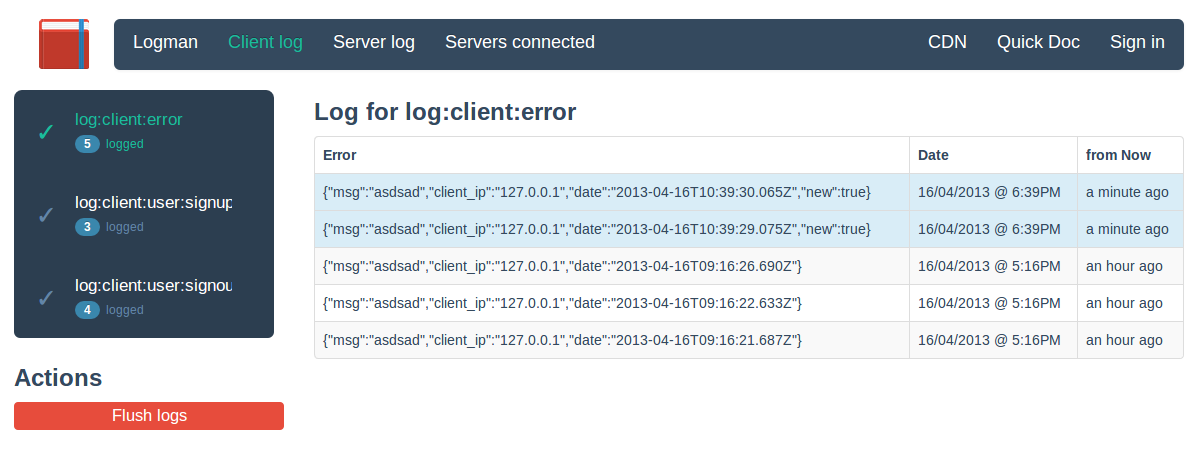 Logman Client log Server log Servers connected CDN Quick Doc Sign in
✓ log:client:error
5 logged
✓ log:client:user:signup
3 logged
✓ log:client:user:signou
4 logged
Actions
Flush logs
Log for log:client:error
Error Date from Now
{"msg":"asdsad","client_ip":"127.0.0.1","date":"2013-04-16T10:39:30.065Z","new":true} 16/04/2013 @ 6:39PM a minute ago
{"msg":"asdsad","client_ip":"127.0.0.1","date":"2013-04-16T10:39:29.075Z","new":true} 16/04/2013 @ 6:39PM a minute ago
{"msg":"asdsad","client_ip":"127.0.0.1","date":"2013-04-16T09:16:26.690Z"} 16/04/2013 @ 5:16PM an hour ago
{"msg":"asdsad","client_ip":"127.0.0.1","date":"2013-04-16T09:16:22.633Z"} 16/04/2013 @ 5:16PM an hour ago
{"msg":"asdsad","client_ip":"127.0.0.1","date":"2013-04-16T09:16:21.687Z"} 16/04/2013 @ 5:16PM an hour ago